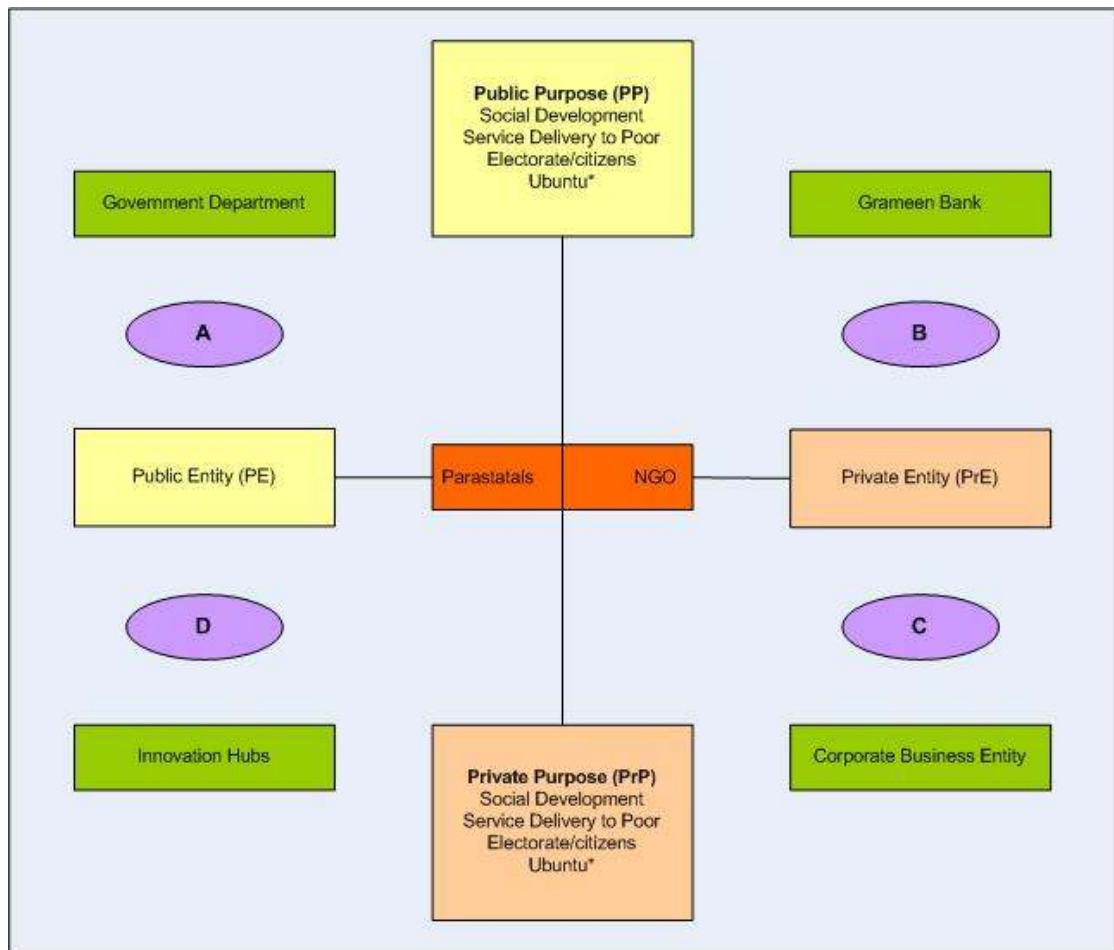 Public Purpose (PP)
Social Development
Service Delivery to Poor
Electorate/citizens
Ubuntu*
Government Department
Grameen Bank
A
B
Public Entity (PE)
Parastatals
NGO
Private Entity (PrE)
D
C
Innovation Hubs
Corporate Business Entity
Private Purpose (PrP)
Social Development
Service Delivery to Poor
Electorate/citizens
Ubuntu*